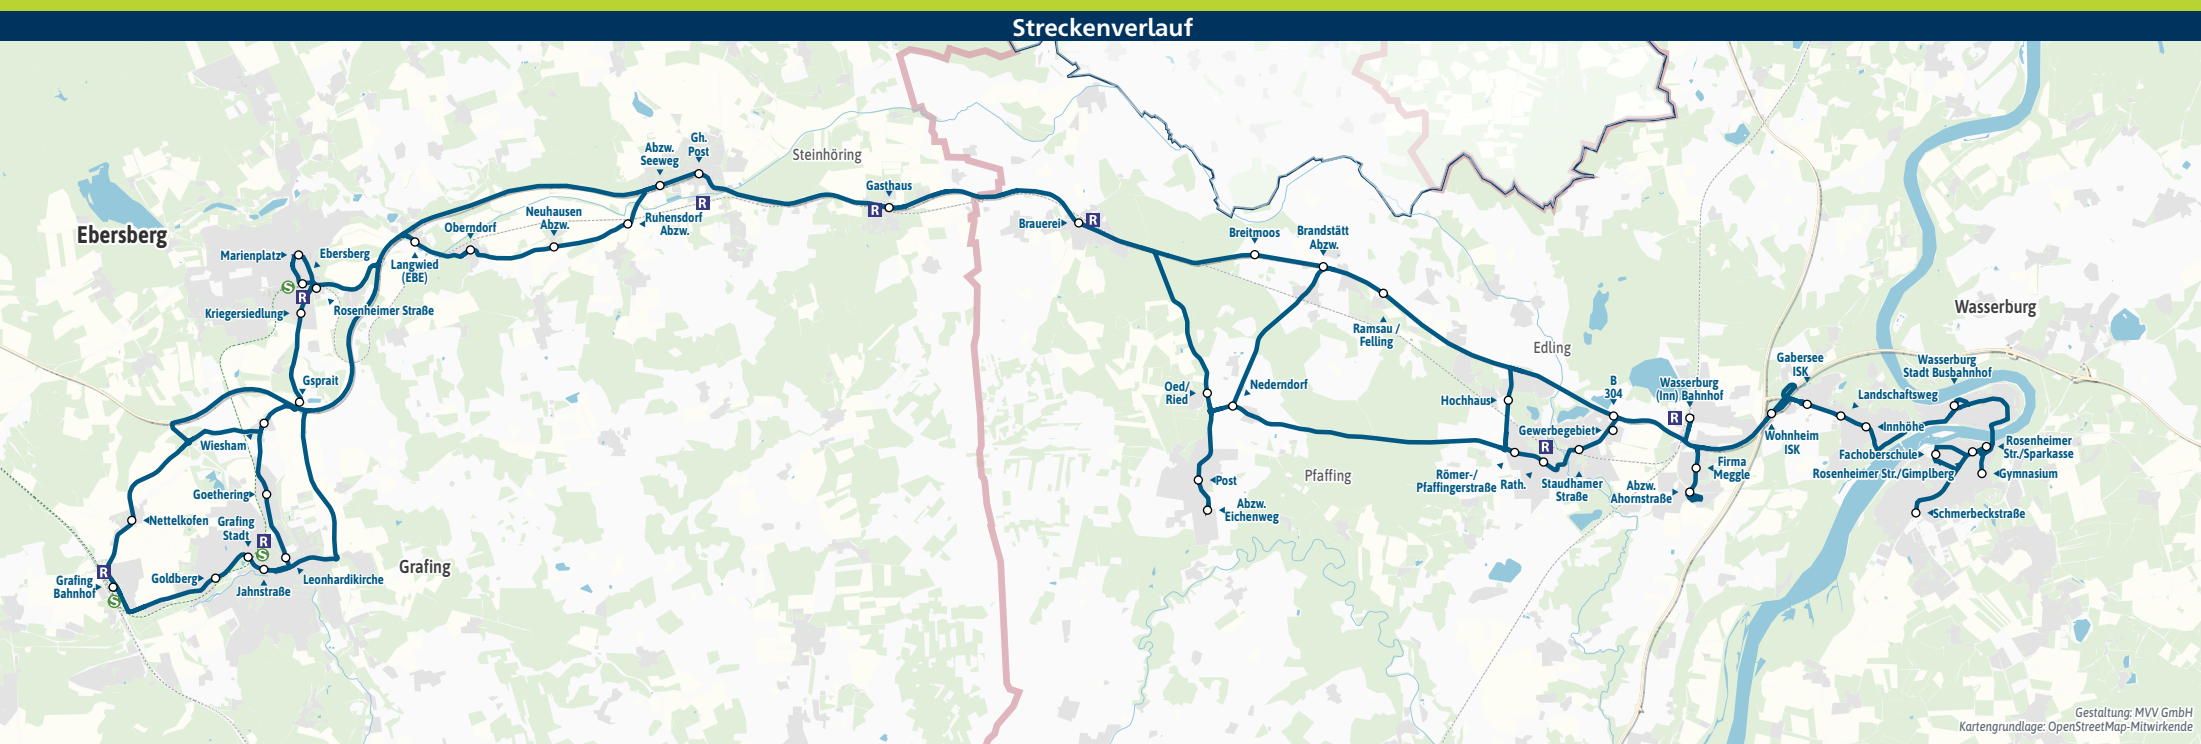 Streckenverlauf
Ebersberg
Marienplatz
Ebersberg
S
R
Rosenheimer Straße
Kriegersiedlung
Langwied
(EBE)
Oberndorf
Neuhausen
Abzw.
Ruhensdorf
Abzw.
Abzw.
Seeweg
Gh.
Post
R
Steinhöring
Gasthaus
R
Brauerei
R
Gsprait
Wiesham
Goethering
Nettelkofen
Grafing
Stadt
R
S
Goldberg
Jahnstraße
Leonhardikirche
Grafing
R
Grafing
Bahnhof
S
Breitmoos
Brandstätt
Abzw.
Ramsau /
Felling
Oed/
Ried
Nederndorf
Post
Abzw.
Eichenweg
Pfaffing
Edling
Hochhaus
Römer-/
Pfaffingerstraße
Rath.
R
Staudhamer
Straße
Gewerbegebiet
B
304
Wasserburg
(Inn) Bahnhof
R
Firma
Meggle
Abzw.
Ahornstraße
Wohnheim
ISK
Gabersee
ISK
Landschaftsweg
Innhöhe
Wasserburg
Wasserburg
Stadt Busbahnhof
Fachoberschule
Rosenheimer
Str./Sparkasse
Rosenheimer Str./Gimplberg
Gymnasium
Schmerbeckstraße
Gestaltung: MVV GmbH
Kartengrundlage: OpenStreetMap-Mitwirkende